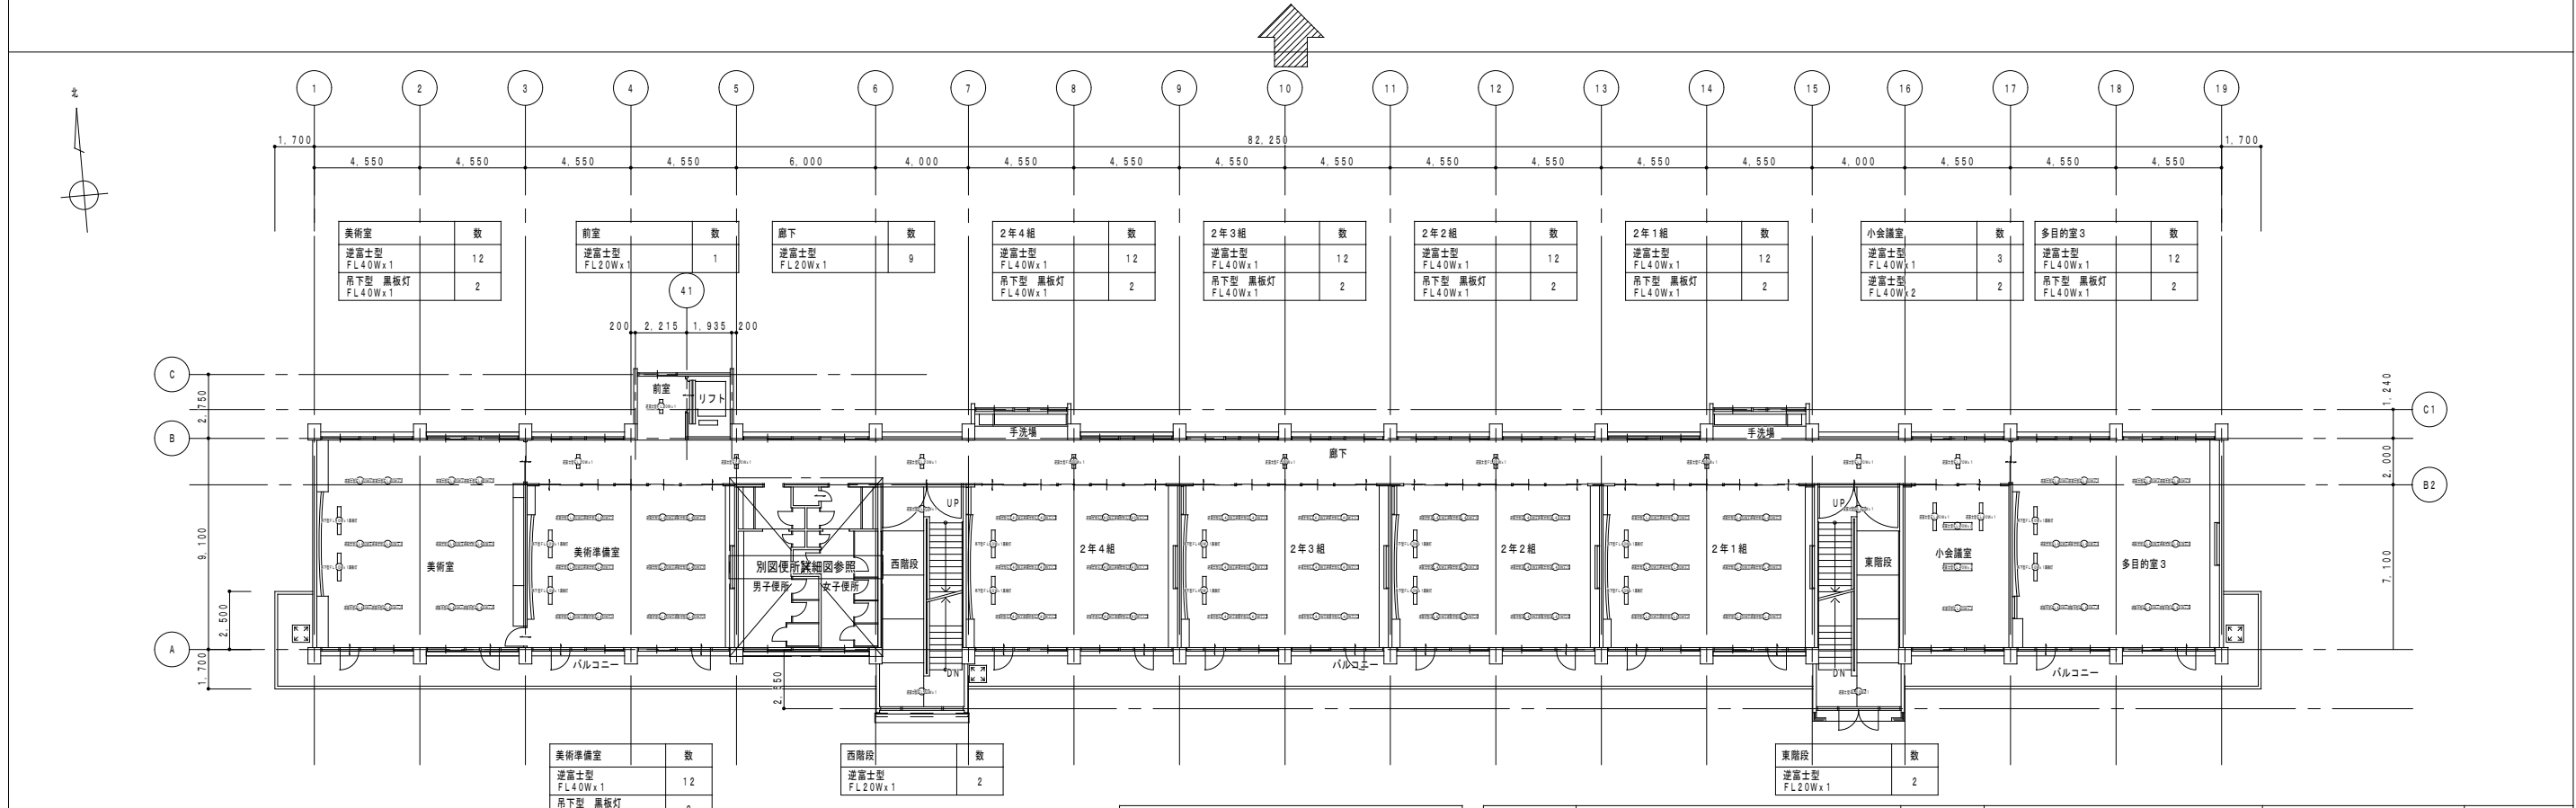 北
1 2 3 4 5 6 7 8 9 10 11 12 13 14 15 16 17 18 19
1,700 82,250 1,700
4,550 4,550 4,550 4,550 6,000 4,000 4,550 4,550 4,550 4,550 4,550 4,550 4,550 4,550 4,000 4,550 4,550 4,550
美術室 数
逆富士型
FL40Wx1 12
吊下型 黒板灯
FL40Wx1 2
前室 数
逆富士型
FL20Wx1 1
廊下 数
逆富士型
FL20Wx1 9
2年4組 数
逆富士型
FL40Wx1 12
吊下型 黒板灯
FL40Wx1 2
2年3組 数
逆富士型
FL40Wx1 12
吊下型 黒板灯
FL40Wx1 2
2年2組 数
逆富士型
FL40Wx1 12
吊下型 黒板灯
FL40Wx1 2
2年1組 数
逆富士型
FL40Wx1 12
吊下型 黒板灯
FL40Wx1 2
小会議室 数
逆富士型
FL40Wx1 3
逆富士型
FL40Wx2 2
多目的室3 数
逆富士型
FL40Wx1 12
吊下型 黒板灯
FL40Wx1 2
41
200 2,215 1,935 200
C
B
A
2,750
9,100
2,500
1,700
C1
B2
1,240
2,000
7,100
前室
リフト
手洗場
手洗場
廊下
美術室
美術準備室
別図便所詳細図参照
男子便所
女子便所
西階段
UP
DN
2年4組
2年3組
2年2組
2年1組
UP
東階段
DN
小会議室
多目的室3
バルコニー
バルコニー
バルコニー
美術準備室 数
逆富士型
FL40Wx1 12
吊下型 黒板灯
西階段 数
逆富士型
FL20Wx1 2
東階段 数
逆富士型
FL20Wx1 2